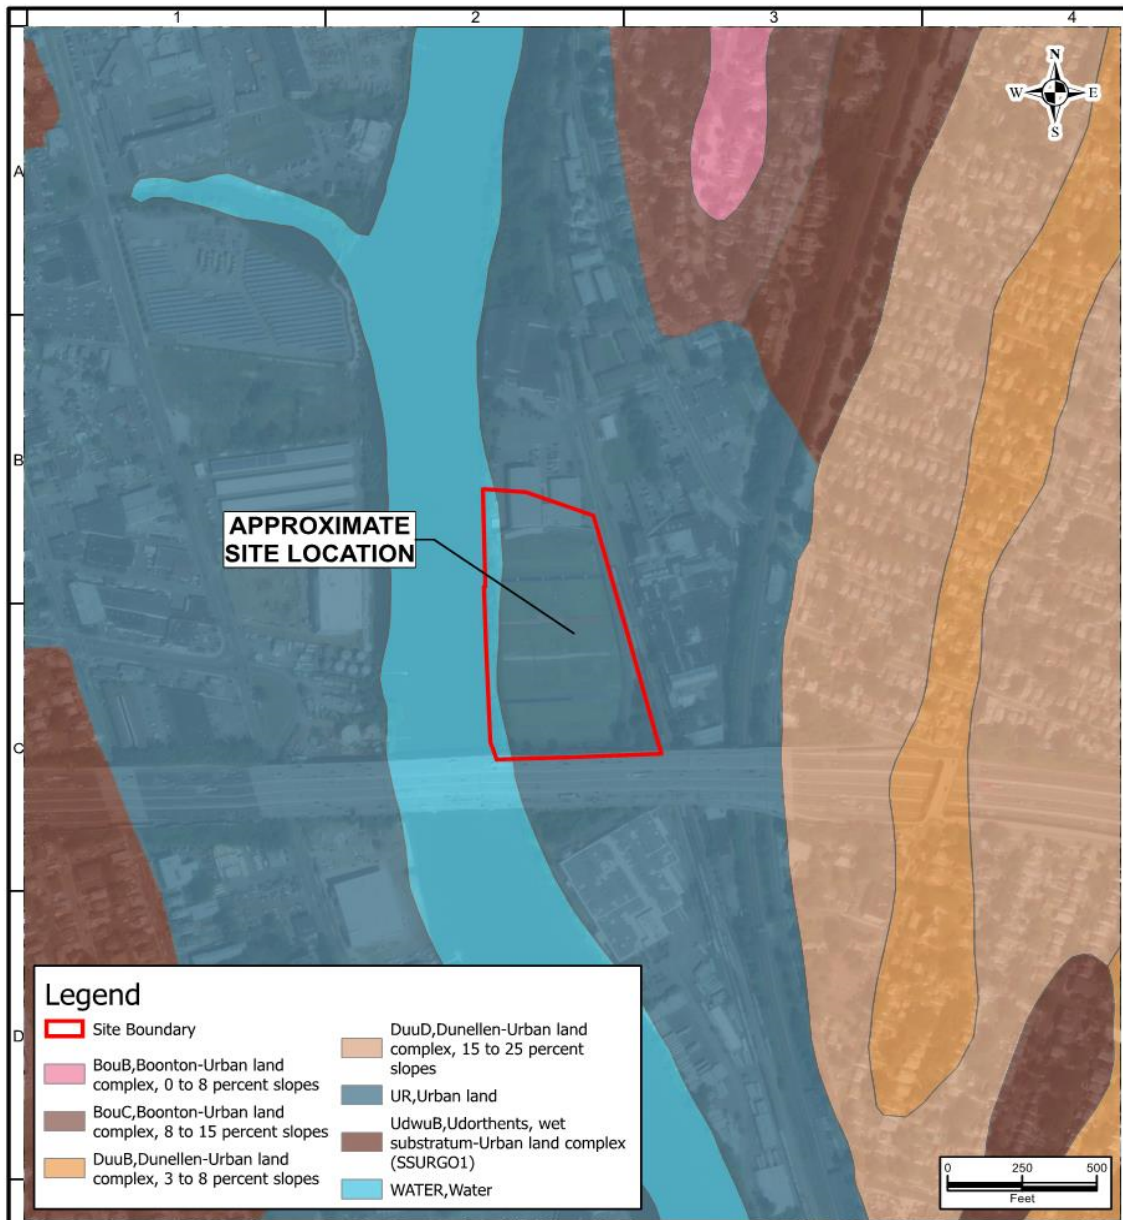 1
2
3
4
N
W
E
S
A
B
APPROXIMATE
SITE LOCATION
C
D
Legend
Site Boundary
BouB,Boonton-Urban land
complex, 0 to 8 percent slopes
BouC,Boonton-Urban land
complex, 8 to 15 percent slopes
DuuB,Dunellen-Urban land
complex, 3 to 8 percent slopes
DuuD,Dunellen-Urban land
complex, 15 to 25 percent
slopes
UR,Urban land
UdwuB,Udorthents, wet
substratum-Urban land complex
(SSURGO1)
WATER,Water
0 250 500
Feet